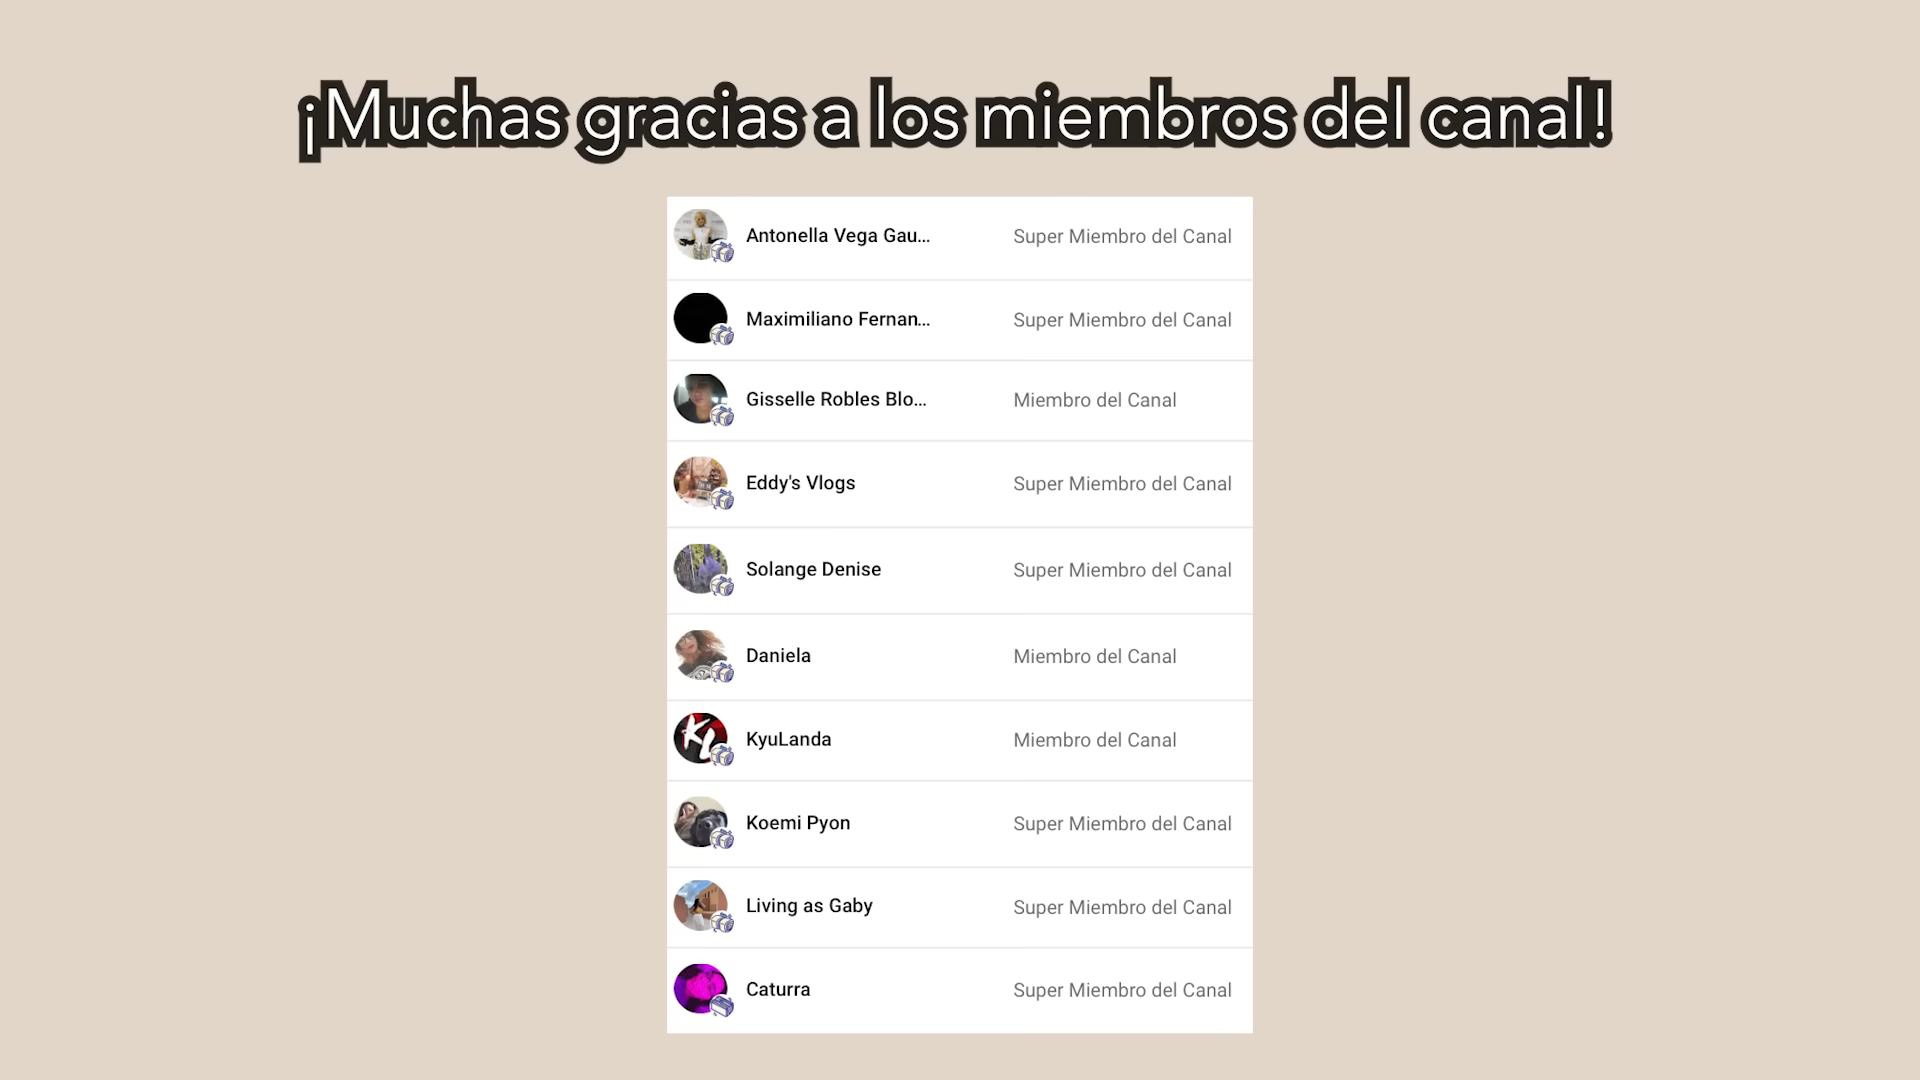 ¡Muchas gracias a los miembros del canal!
Antonella Vega Gau... Super Miembro del Canal
Maximiliano Fernan... Super Miembro del Canal
Gisselle Robles Blo... Miembro del Canal
Eddy's Vlogs Super Miembro del Canal
Solange Denise Super Miembro del Canal
Daniela Miembro del Canal
KL
KyuLanda Miembro del Canal
Koemi Pyon Super Miembro del Canal
Living as Gaby Super Miembro del Canal
Caturra Super Miembro del Canal